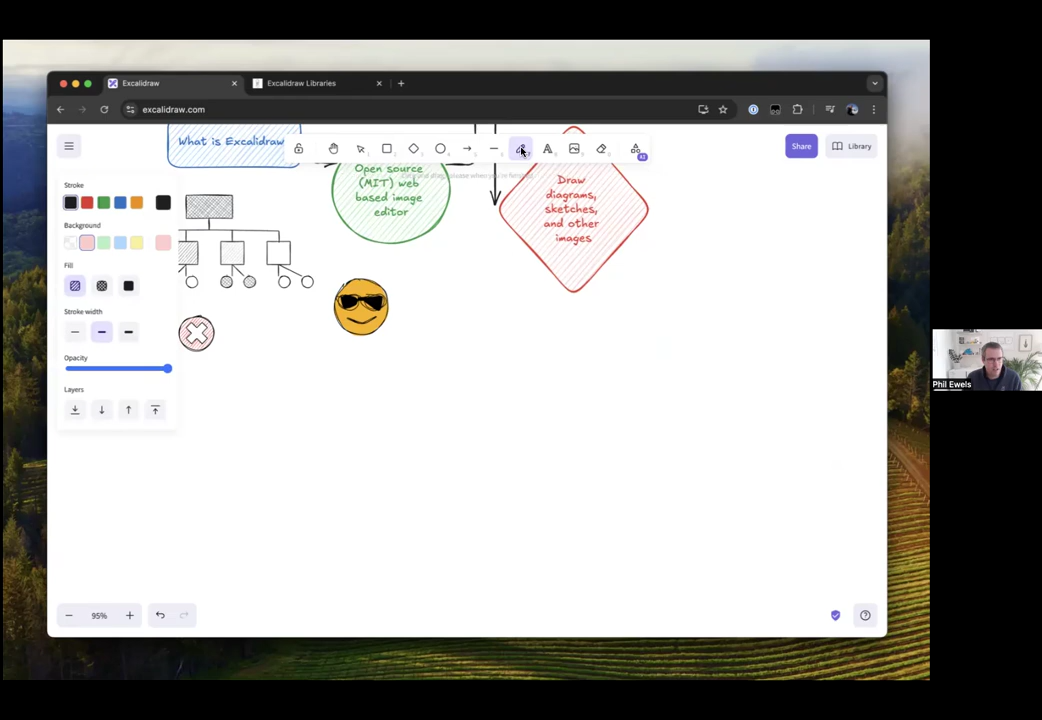 Excalidraw
Excalidraw Libraries
excalidraw.com
What is Excalidraw
Share
Library
Stroke
Background
Fill
Stroke width
Opacity
Layers
Open source
(MIT) web
based image
editor
Draw
diagrams,
sketches,
and other
images
AI
95%
Phil Ewels